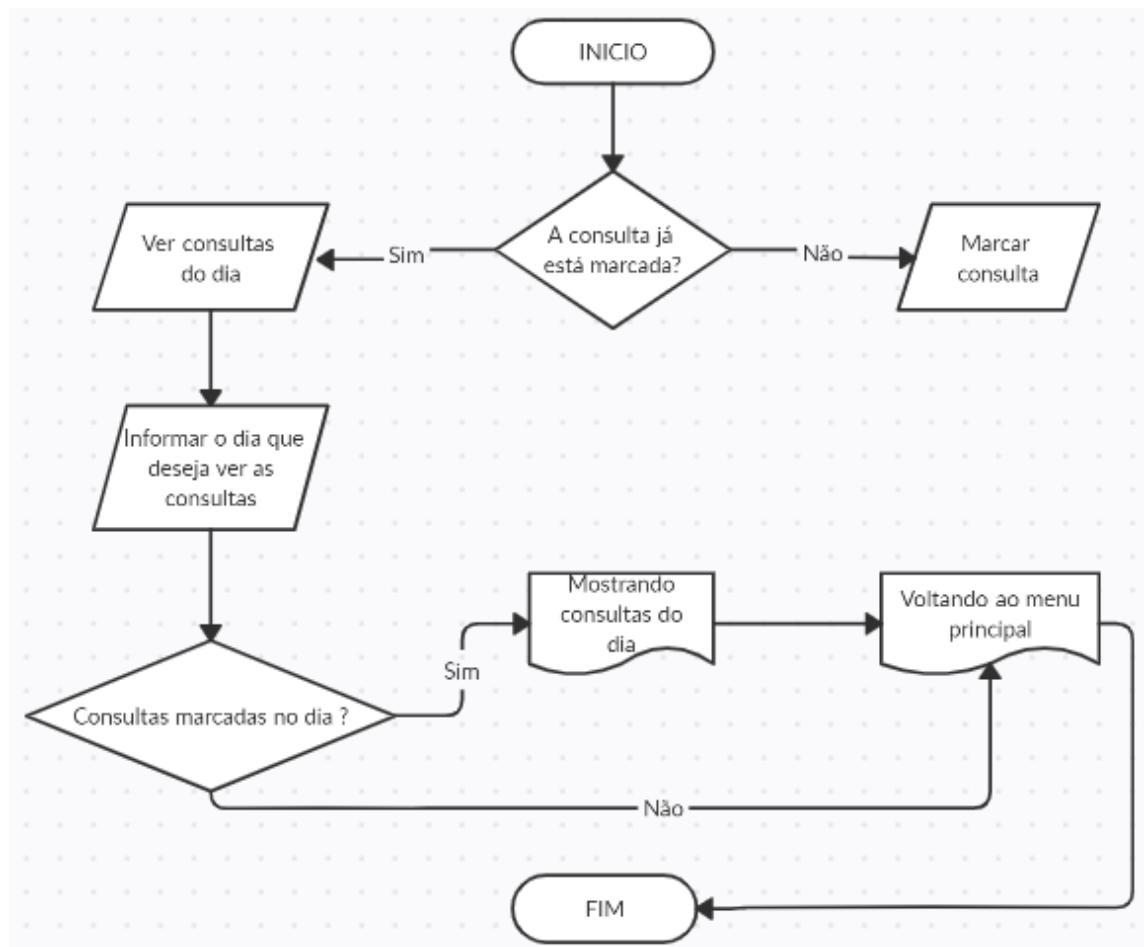 INICIO
A consulta já
está marcada?
Sim
Não
Ver consultas
do dia
Marcar
consulta
Informar o dia que
deseja ver as
consultas
Consultas marcadas no dia ?
Sim
Mostrando
consultas do
dia
Voltando ao menu
principal
Não
FIM